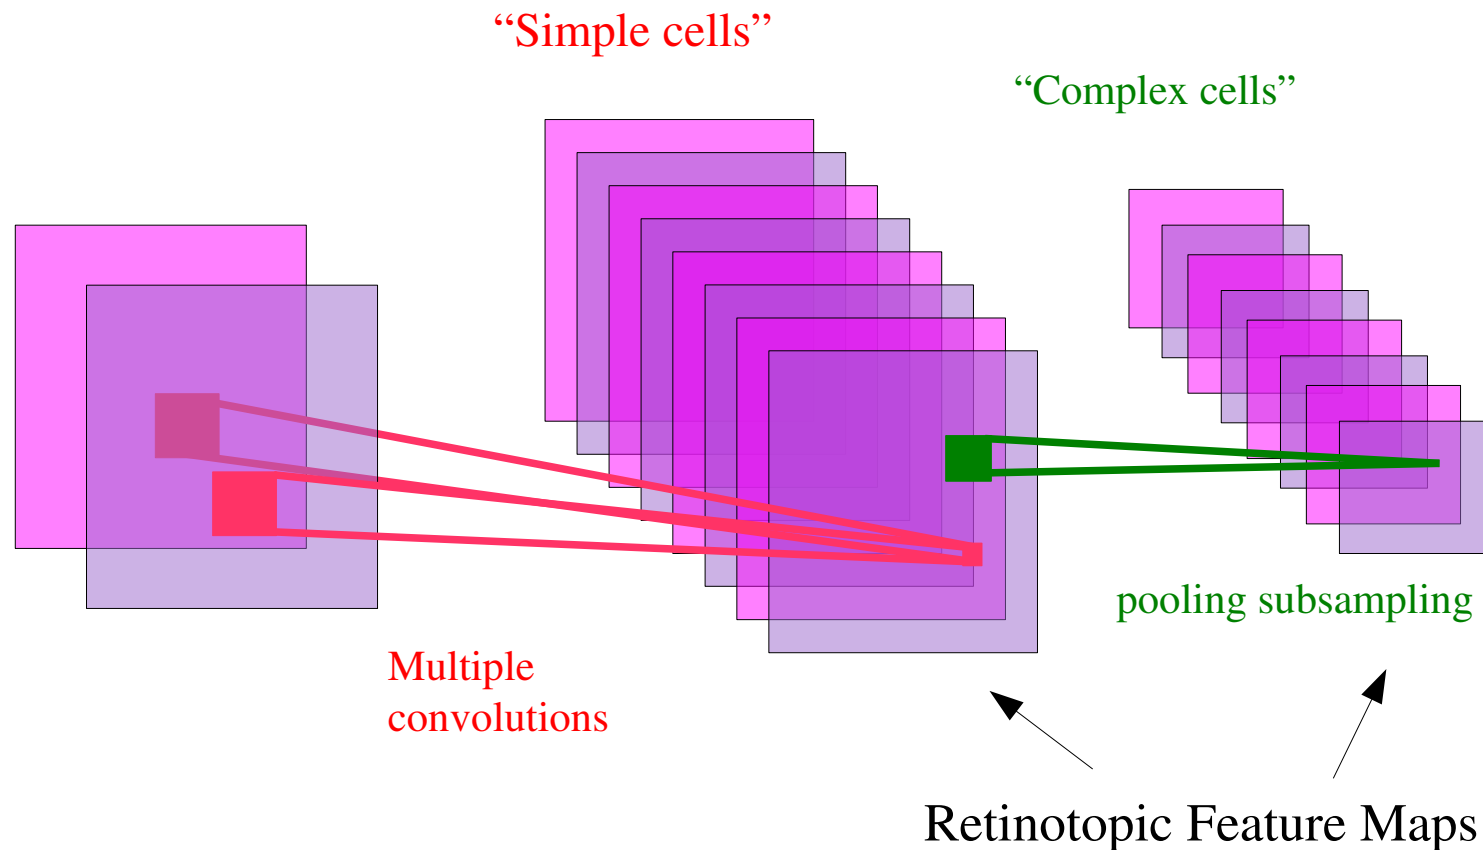 “Simple cells”
“Complex cells”
pooling subsampling
Multiple
convolutions
Retinotopic Feature Maps